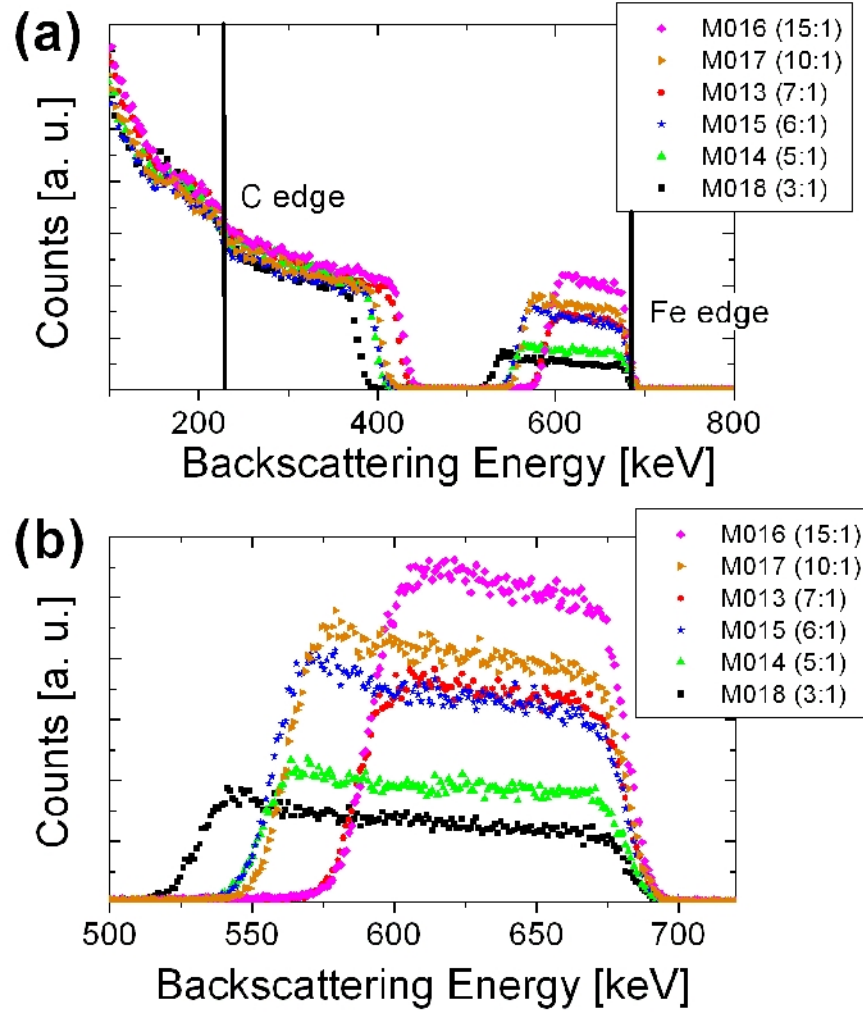 (a)
M016 (15:1)
M017 (10:1)
M013 (7:1)
M015 (6:1)
M014 (5:1)
M018 (3:1)
C edge
Fe edge
Counts [a. u.]
200 400 600 800
Backscattering Energy [keV]
(b)
M016 (15:1)
M017 (10:1)
M013 (7:1)
M015 (6:1)
M014 (5:1)
M018 (3:1)
Counts [a. u.]
500 550 600 650 700
Backscattering Energy [keV]